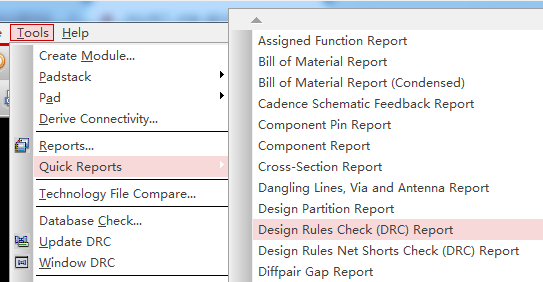 Tools Help
Create Module...
Padstack
Pad
Derive Connectivity...
Reports...
Quick Reports
Technology File Compare...
Database Check...
Update DRC
Window DRC
Assigned Function Report
Bill of Material Report
Bill of Material Report (Condensed)
Cadence Schematic Feedback Report
Component Pin Report
Component Report
Cross-Section Report
Dangling Lines, Via and Antenna Report
Design Partition Report
Design Rules Check (DRC) Report
Design Rules Net Shorts Check (DRC) Report
Diffpair Gap Report